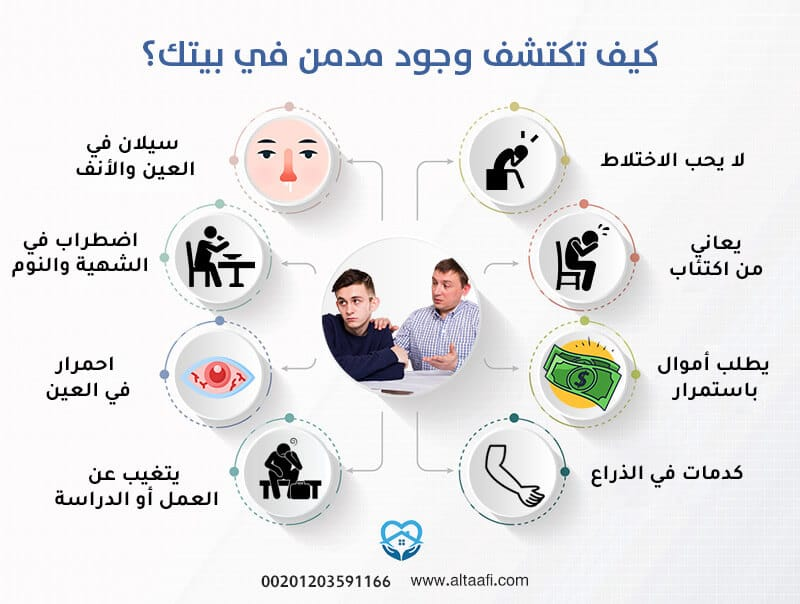 كيف تكتشف وجود مدمن في بيتك؟
لا يحب الاختلاط
يعاني
من اكتئاب
يطلب أموال
باستمرار
كدمات في الذراع
سيلان في
العين والأنف
اضطراب في
الشهية والنوم
احمرار
في العين
يتغيب عن
العمل أو الدراسة
00201203591166 www.altaafi.com